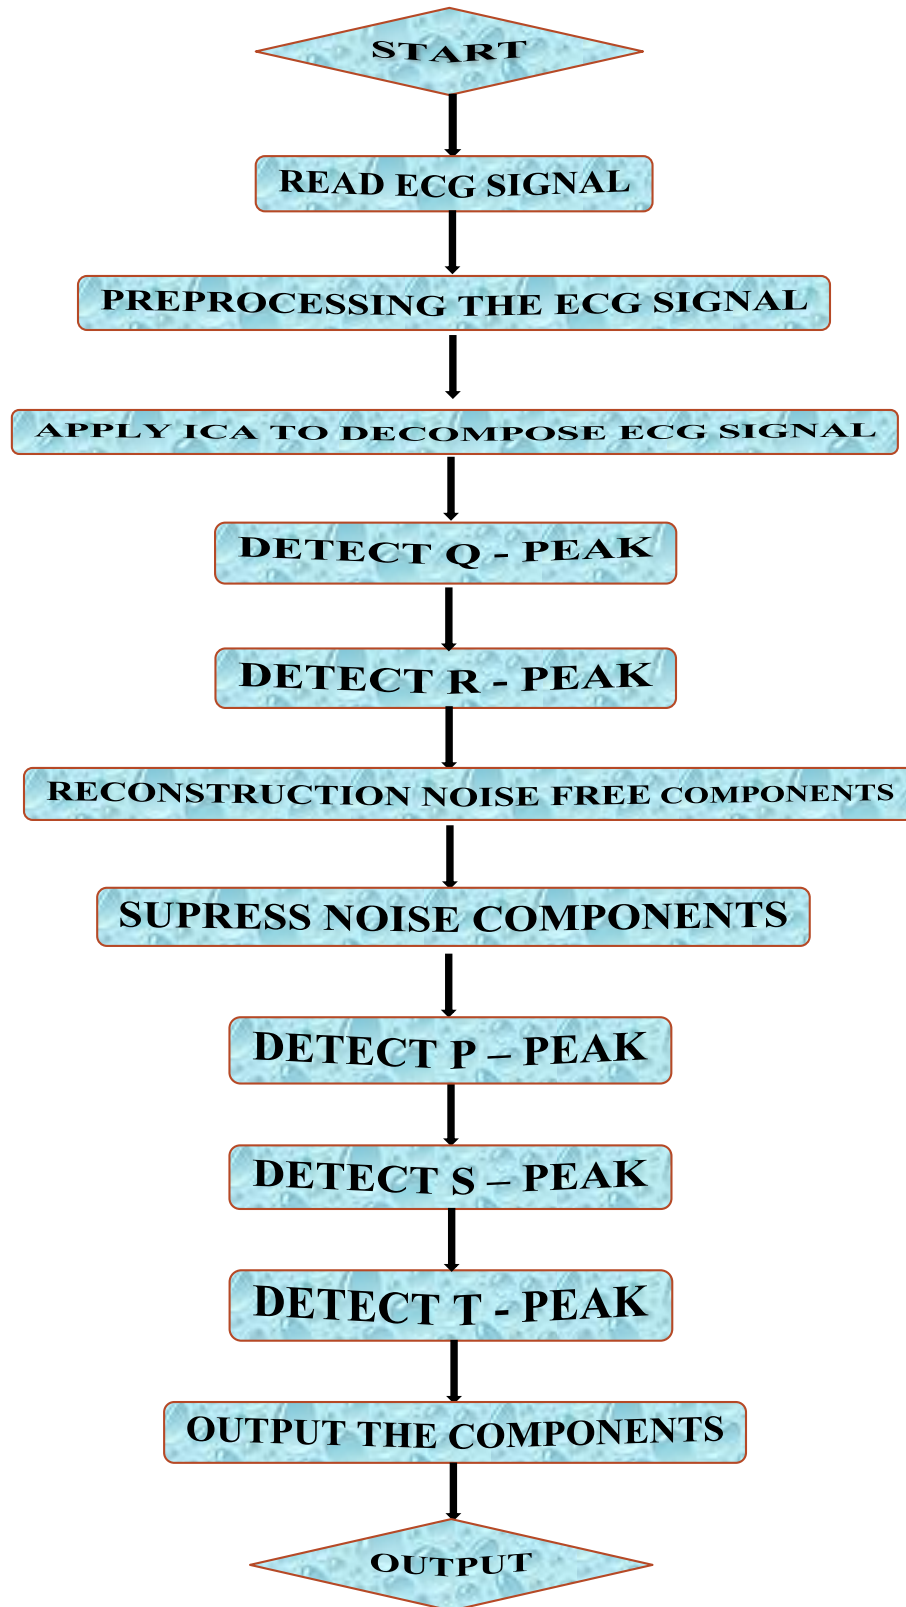 START
READ ECG SIGNAL
PREPROCESSING THE ECG SIGNAL
APPLY ICA TO DECOMPOSE ECG SIGNAL
DETECT Q - PEAK
DETECT R - PEAK
RECONSTRUCTION NOISE FREE COMPONENTS
SUPRESS NOISE COMPONENTS
DETECT P – PEAK
DETECT S – PEAK
DETECT T - PEAK
OUTPUT THE COMPONENTS
OUTPUT